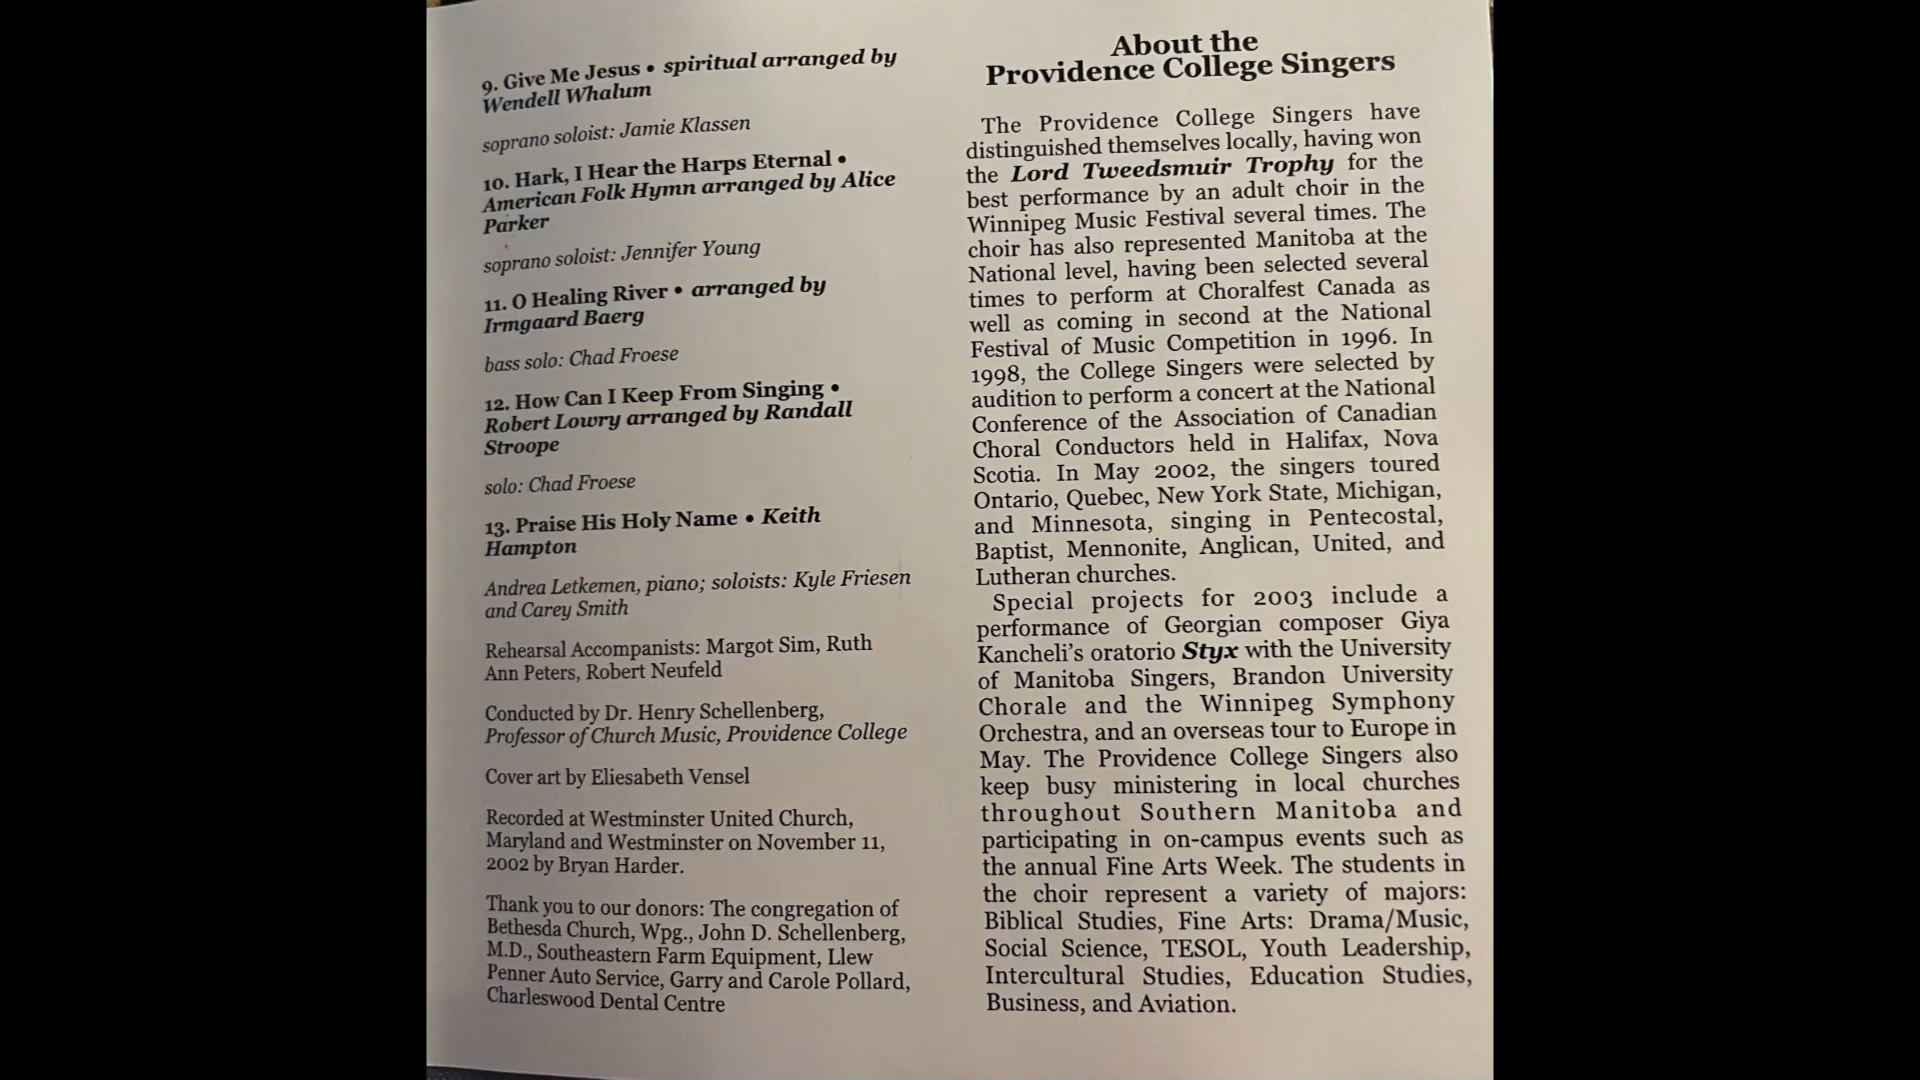 9. Give Me Jesus • spiritual arranged by
Wendell Whalum
soprano soloist: Jamie Klassen
10. Hark, I Hear the Harps Eternal •
American Folk Hymn arranged by Alice
Parker
soprano soloist: Jennifer Young
11. O Healing River • arranged by
Irmgaard Baerg
bass solo: Chad Froese
12. How Can I Keep From Singing •
Robert Lowry arranged by Randall
Stroope
solo: Chad Froese
13. Praise His Holy Name • Keith
Hampton
Andrea Letkemen, piano; soloists: Kyle Friesen
and Carey Smith
Rehearsal Accompanists: Margot Sim, Ruth
Ann Peters, Robert Neufeld
Conducted by Dr. Henry Schellenberg,
Professor of Church Music, Providence College
Cover art by Eliesabeth Vensel
Recorded at Westminster United Church,
Maryland and Westminster on November 11,
2002 by Bryan Harder.
Thank you to our donors: The congregation of
Bethesda Church, Wpg., John D. Schellenberg,
M.D., Southeastern Farm Equipment, Llew
Penner Auto Service, Garry and Carole Pollard,
Charleswood Dental Centre
About the
Providence College Singers
The Providence College Singers have
distinguished themselves locally, having won
the Lord Tweedsmuir Trophy for the
best performance by an adult choir in the
Winnipeg Music Festival several times. The
choir has also represented Manitoba at the
National level, having been selected several
times to perform at Choralfest Canada as
well as coming in second at the National
Festival of Music Competition in 1996. In
1998, the College Singers were selected by
audition to perform a concert at the National
Conference of the Association of Canadian
Choral Conductors held in Halifax, Nova
Scotia. In May 2002, the singers toured
Ontario, Quebec, New York State, Michigan,
and Minnesota, singing in Pentecostal,
Baptist, Mennonite, Anglican, United, and
Lutheran churches.
Special projects for 2003 include a
performance of Georgian composer Giya
Kancheli's oratorio Styx with the University
of Manitoba Singers, Brandon University
Chorale and the Winnipeg Symphony
Orchestra, and an overseas tour to Europe in
May. The Providence College Singers also
keep busy ministering in local churches
throughout Southern Manitoba and
participating in on-campus events such as
the annual Fine Arts Week. The students in
the choir represent a variety of majors:
Biblical Studies, Fine Arts: Drama/Music,
Social Science, TESOL, Youth Leadership,
Intercultural Studies, Education Studies,
Business, and Aviation.